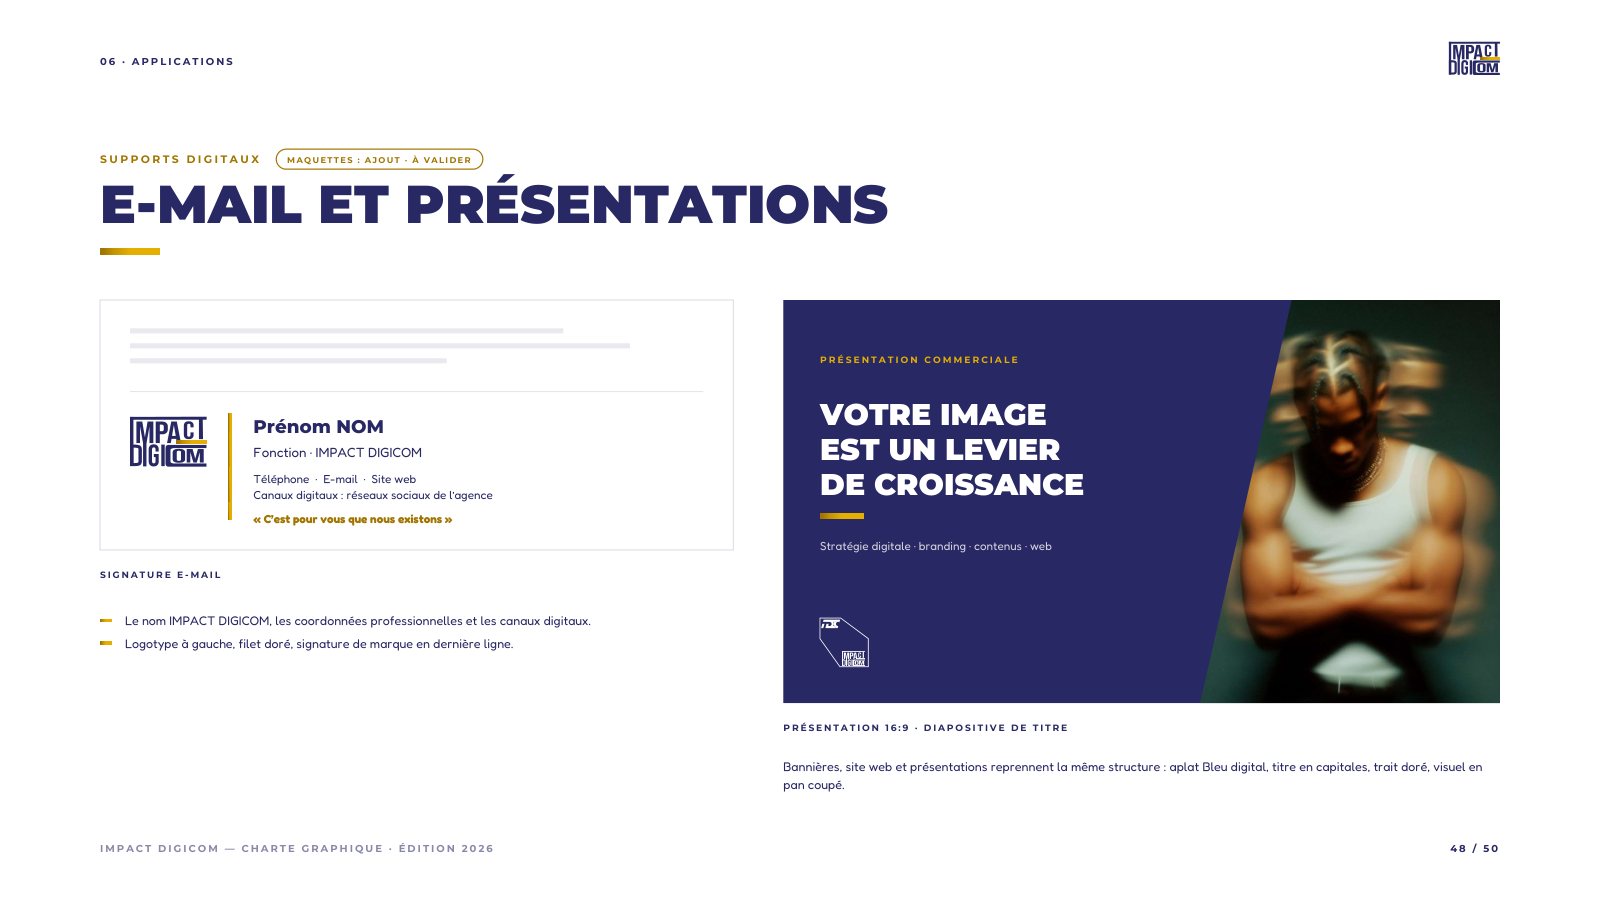 06 · APPLICATIONS
IMPACT
DIGICOM
SUPPORTS DIGITAUX
MAQUETTES : AJOUT · À VALIDER
E-MAIL ET PRÉSENTATIONS
IMPACT
DIGICOM
Prénom NOM
Fonction · IMPACT DIGICOM
Téléphone · E-mail · Site web
Canaux digitaux : réseaux sociaux de l'agence
« C'est pour vous que nous existons »
SIGNATURE E-MAIL
Le nom IMPACT DIGICOM, les coordonnées professionnelles et les canaux digitaux.
Logotype à gauche, filet doré, signature de marque en dernière ligne.
PRÉSENTATION COMMERCIALE
VOTRE IMAGE
EST UN LEVIER
DE CROISSANCE
Stratégie digitale · branding · contenus · web
IMPACT
DIGICOM
PRÉSENTATION 16:9 · DIAPOSITIVE DE TITRE
Bannières, site web et présentations reprennent la même structure : aplat Bleu digital, titre en capitales, trait doré, visuel en
pan coupé.
IMPACT DIGICOM — CHARTE GRAPHIQUE · ÉDITION 2026
48 / 50